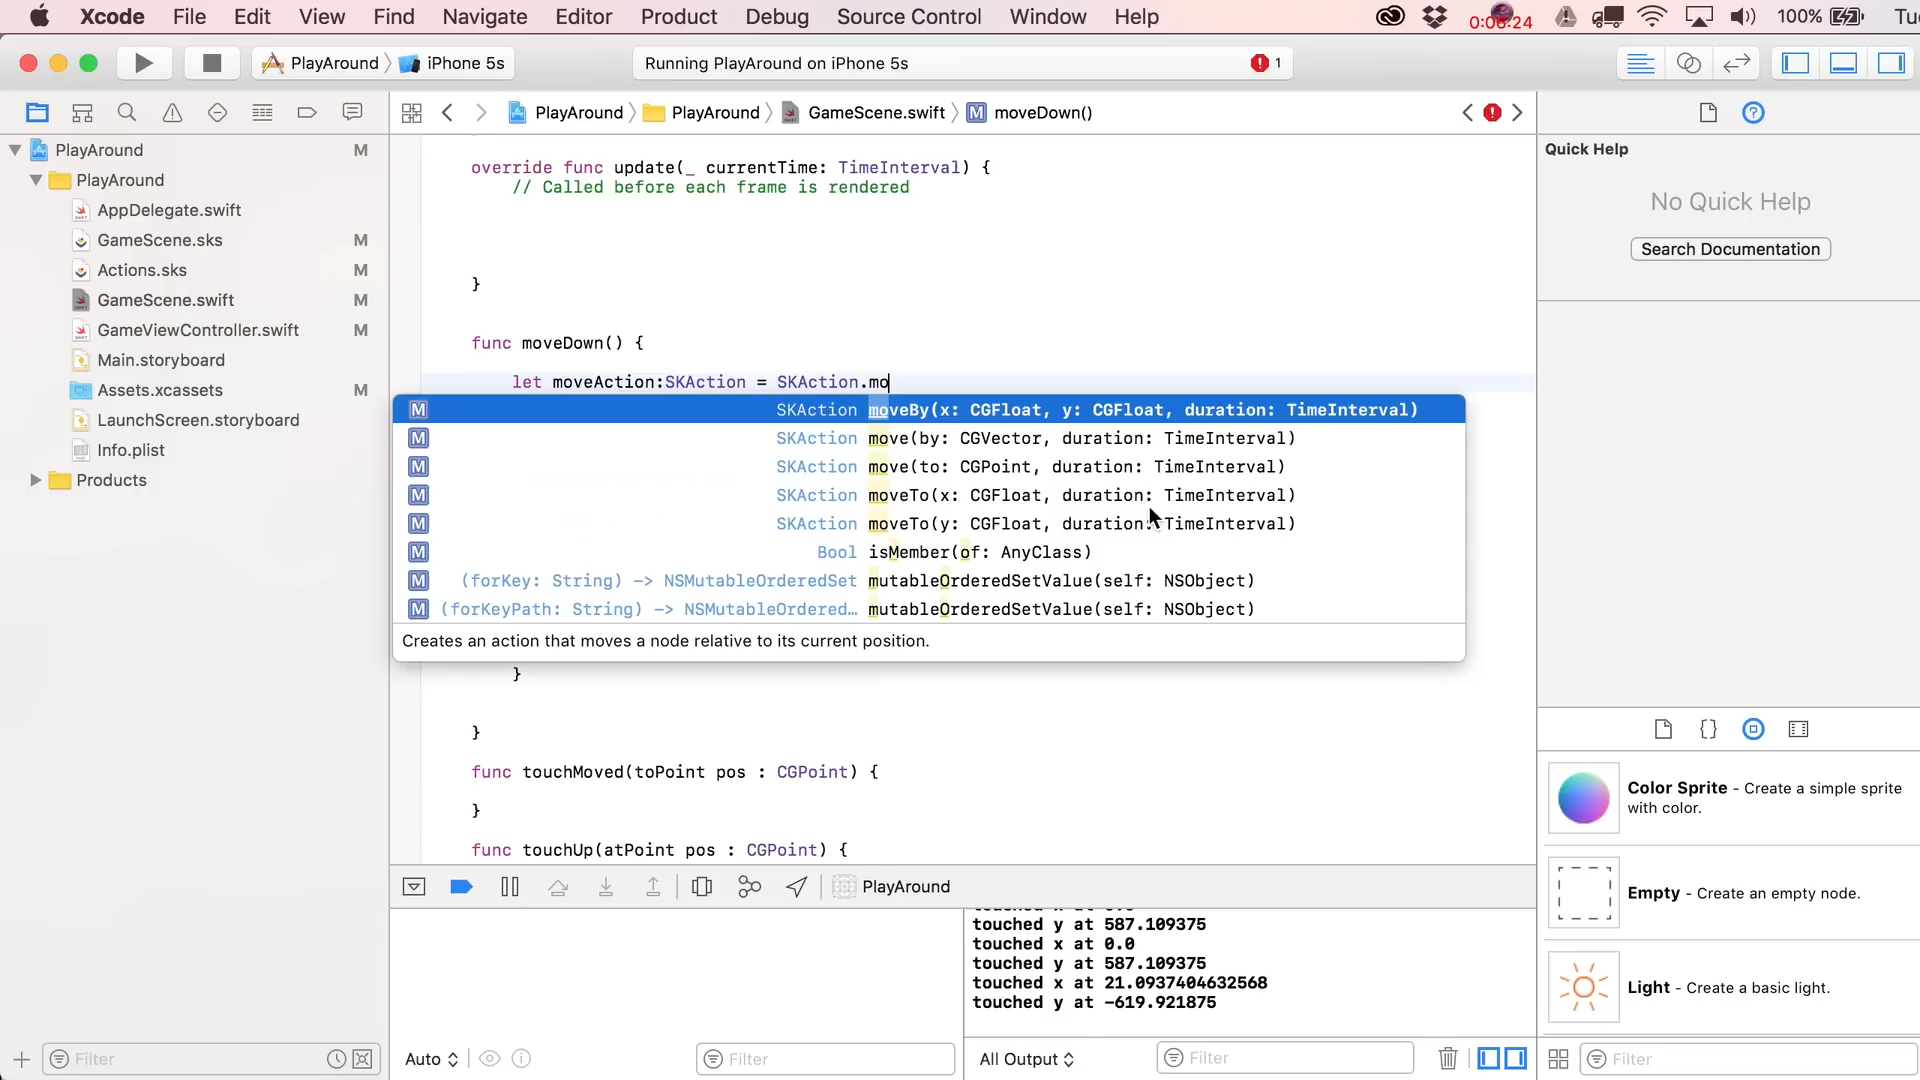 Xcode File Edit View Find Navigate Editor Product Debug Source Control Window Help 0:06:24 100% Tu
PlayAround iPhone 5s Running PlayAround on iPhone 5s 1
PlayAround PlayAround GameScene.swift M moveDown()
PlayAround M
PlayAround
AppDelegate.swift
GameScene.sks M
Actions.sks M
GameScene.swift M
GameViewController.swift M
Main.storyboard
Assets.xcassets M
LaunchScreen.storyboard
Info.plist
Products
Filter
override func update(_ currentTime: TimeInterval) {
// Called before each frame is rendered
}
func moveDown() {
let moveAction:SKAction = SKAction.mo
M SKAction moveBy(x: CGFloat, y: CGFloat, duration: TimeInterval)
M SKAction move(by: CGVector, duration: TimeInterval)
M SKAction move(to: CGPoint, duration: TimeInterval)
M SKAction moveTo(x: CGFloat, duration: TimeInterval)
M SKAction moveTo(y: CGFloat, duration: TimeInterval)
M Bool isMember(of: AnyClass)
M (forKey: String) -> NSMutableOrderedSet mutableOrderedSetValue(self: NSObject)
M (forKeyPath: String) -> NSMutableOrdered… mutableOrderedSetValue(self: NSObject)
Creates an action that moves a node relative to its current position.
}
}
func touchMoved(toPoint pos : CGPoint) {
}
func touchUp(atPoint pos : CGPoint) {
PlayAround
touched y at 587.109375
touched x at 0.0
touched y at 587.109375
touched x at 21.0937404632568
touched y at -619.921875
Auto Filter
All Output Filter
Quick Help
No Quick Help
Search Documentation
{}
Color Sprite - Create a simple sprite
with color.
Empty - Create an empty node.
Light - Create a basic light.
Filter